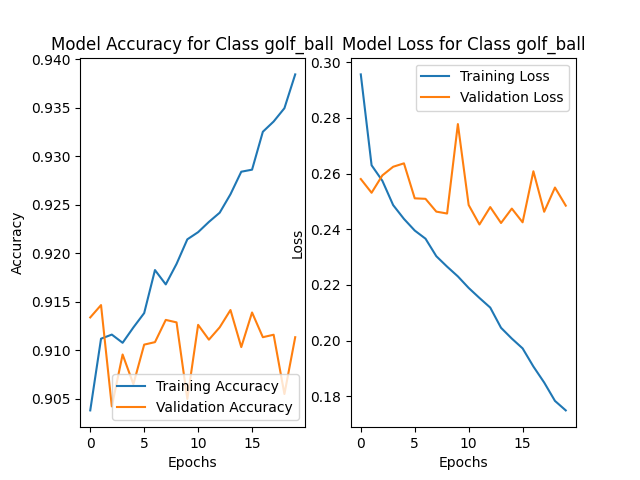 Model Accuracy for Class golf_ball
0.940
0.935
0.930
0.925
0.920
0.915
0.910
0.905
Accuracy
Training Accuracy
Validation Accuracy
0 5 10 15
Epochs
Model Loss for Class golf_ball
0.30
0.28
0.26
0.24
0.22
0.20
0.18
Loss
Training Loss
Validation Loss
0 5 10 15
Epochs